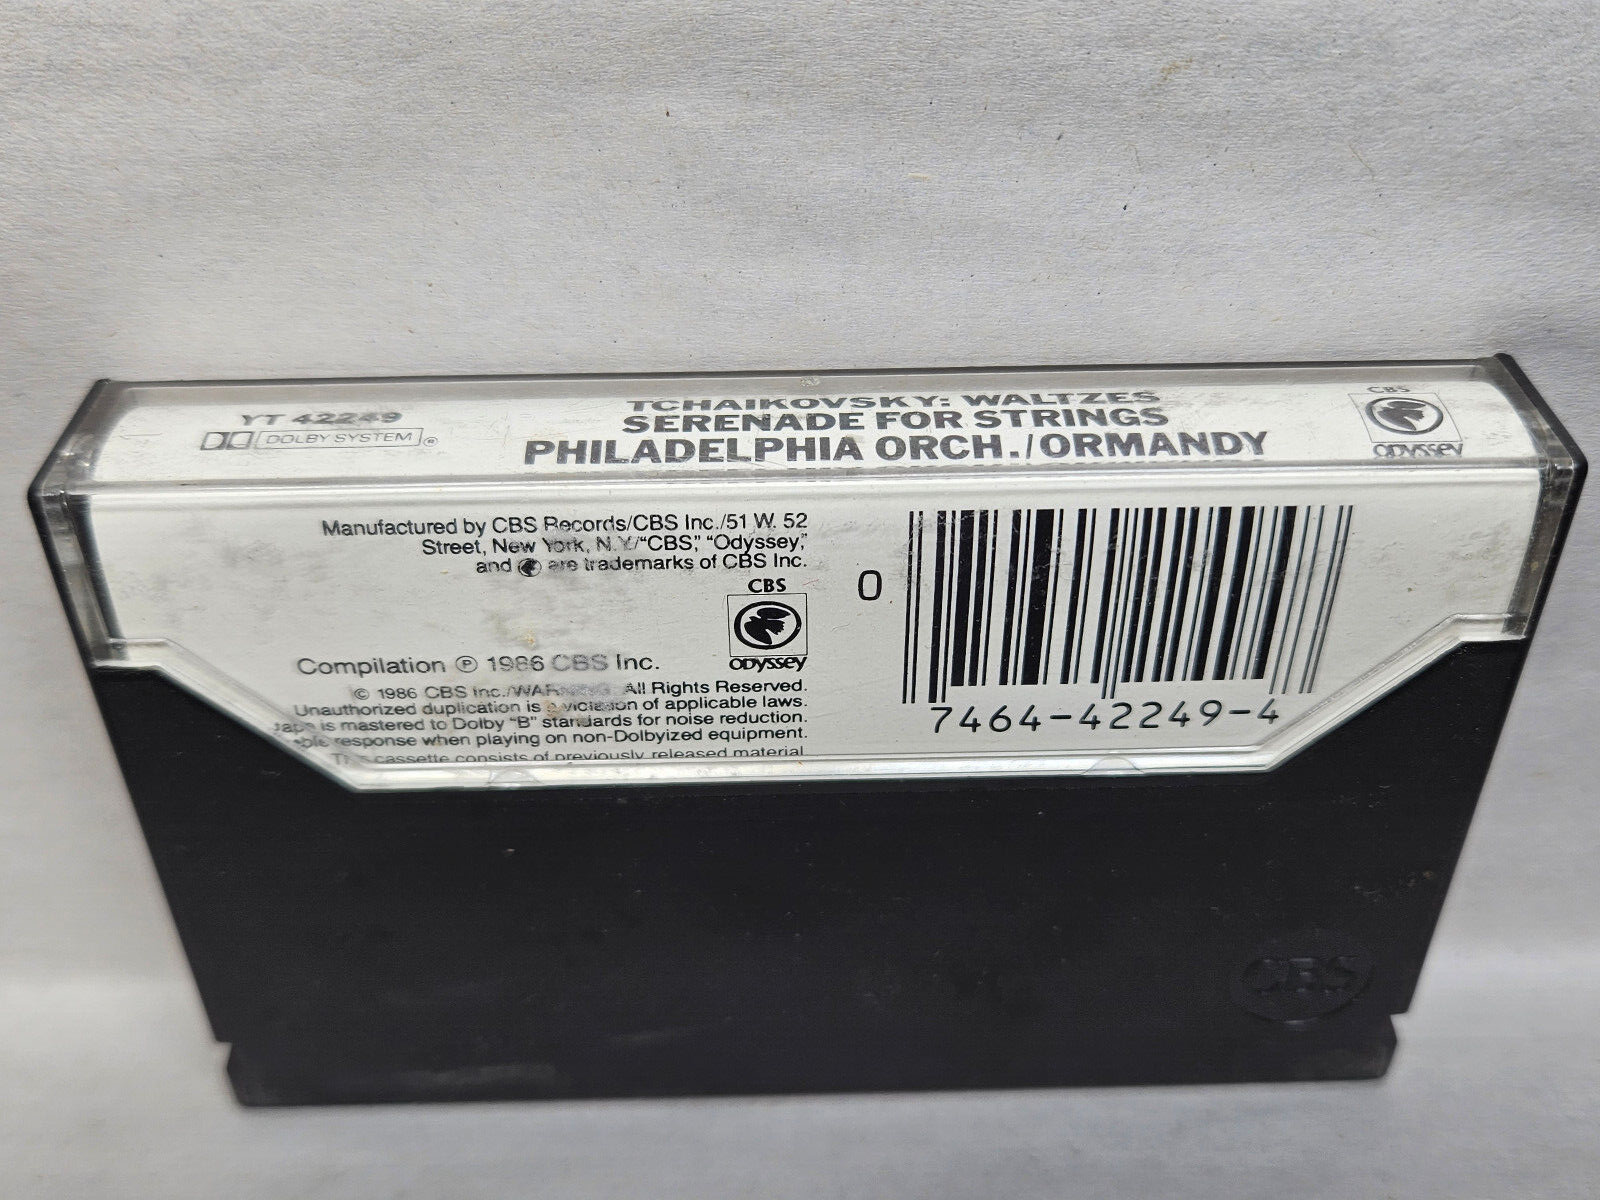 YT 42249
DOLBY SYSTEM ®
TCHAIKOVSKY: WALTZES
SERENADE FOR STRINGS
PHILADELPHIA ORCH./ORMANDY
CBS
ODYSSEY
Manufactured by CBS Records/CBS Inc./51 W. 52
Street, New York, N.Y./“CBS,” “Odyssey,”
and are trademarks of CBS Inc.
CBS
ODYSSEY
Compilation ℗ 1986 CBS Inc.
© 1986 CBS Inc./WARNING: All Rights Reserved.
Unauthorized duplication is a violation of applicable laws.
is mastered to Dolby “B” standards for noise reduction.
response when playing on non-Dolbyized equipment.
This cassette consists of previously released material
0
7464-42249-4
CBS